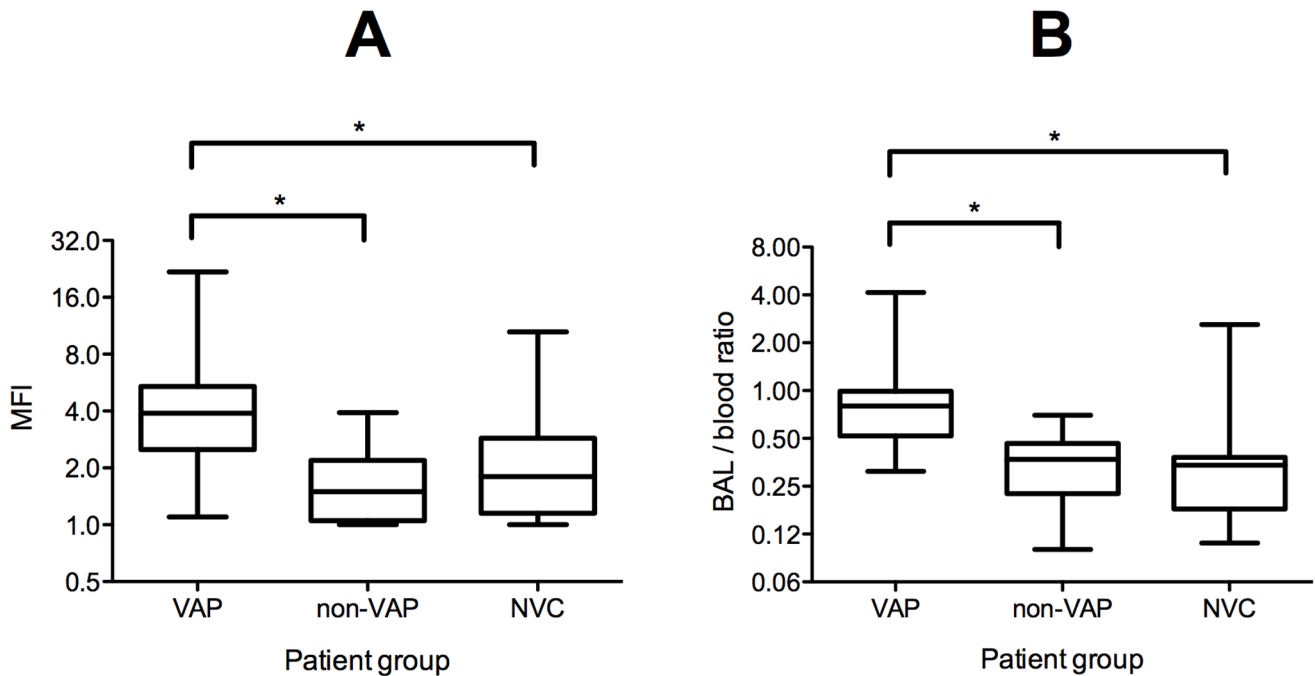 A
*
*
32.0
16.0
8.0
4.0
2.0
1.0
0.5
MFI
VAP non-VAP NVC
Patient group
B
*
*
8.00
4.00
2.00
1.00
0.50
0.25
0.12
0.06
BAL / blood ratio
VAP non-VAP NVC
Patient group